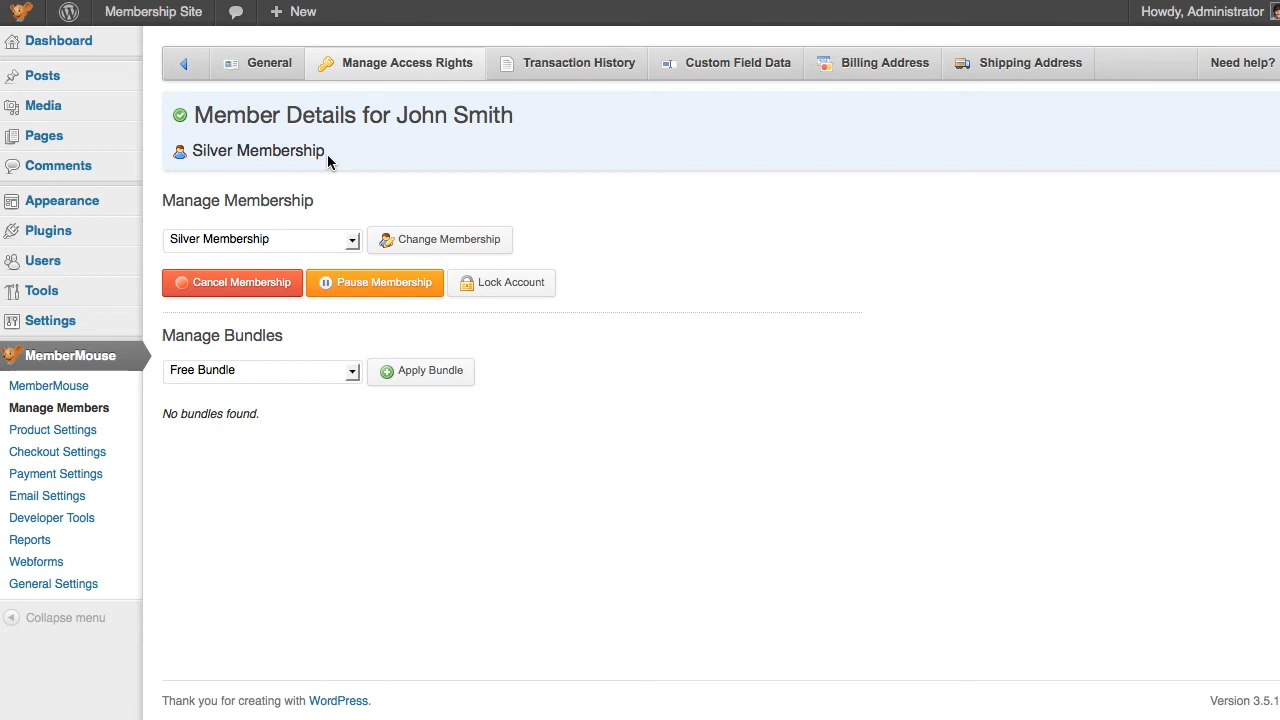 Membership Site
New
Howdy, Administrator
Dashboard
Posts
Media
Pages
Comments
Appearance
Plugins
Users
Tools
Settings
MemberMouse
MemberMouse
Manage Members
Product Settings
Checkout Settings
Payment Settings
Email Settings
Developer Tools
Reports
Webforms
General Settings
Collapse menu
General
Manage Access Rights
Transaction History
Custom Field Data
Billing Address
Shipping Address
Need help?
Member Details for John Smith
Silver Membership
Manage Membership
Silver Membership
Change Membership
Cancel Membership
Pause Membership
Lock Account
Manage Bundles
Free Bundle
Apply Bundle
No bundles found.
Thank you for creating with WordPress.
Version 3.5.1